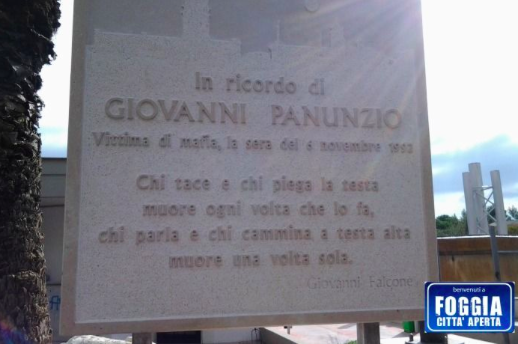 In ricordo di
GIOVANNI PANUNZIO
Vittima di mafia, la sera del 6 novembre 1992
Chi tace e chi piega la testa
muore ogni volta che lo fa,
chi parla e chi cammina a testa alta
muore una volta sola.
Giovanni Falcone
benvenuti a
FOGGIA
CITTA' APERTA